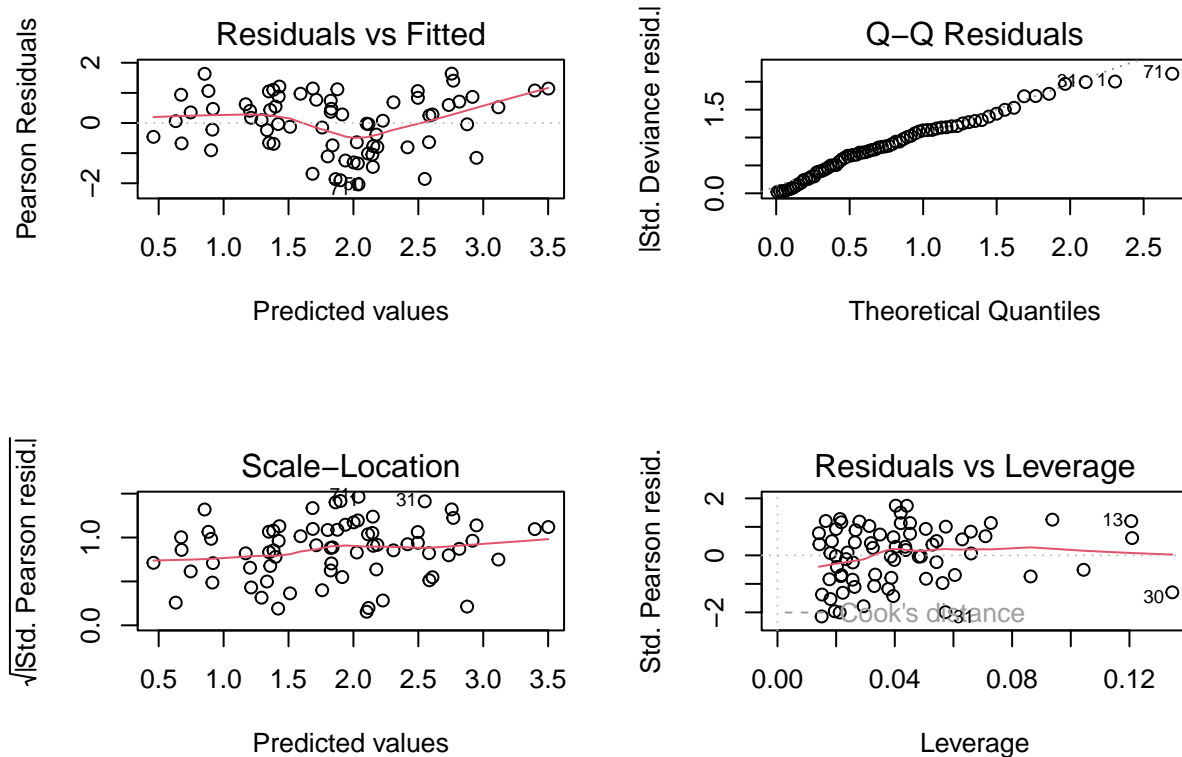 Residuals vs Fitted
Pearson Residuals
2
0
−2
0.5 1.0 1.5 2.0 2.5 3.0 3.5
Predicted values
Q−Q Residuals
|Std. Deviance resid.|
1.5
0.0
31 1 71
0.0 0.5 1.0 1.5 2.0 2.5
Theoretical Quantiles
Scale−Location
√|Std. Pearson resid.|
1.0
0.0
31
0.5 1.0 1.5 2.0 2.5 3.0 3.5
Predicted values
Residuals vs Leverage
Std. Pearson resid.
2
0
−2
13
30
31
Cook's distance
0.00 0.04 0.08 0.12
Leverage